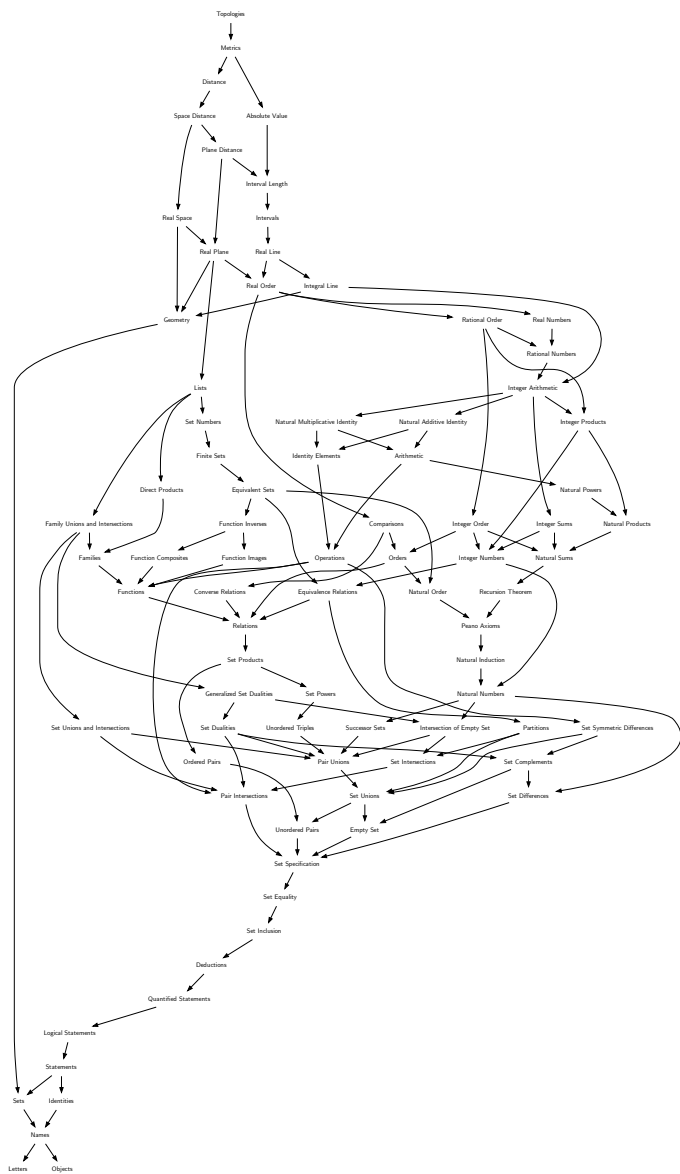 Topologies
Metrics
Distance
Space Distance Absolute Value
Plane Distance
Interval Length
Real Space Intervals
Real Plane Real Line
Real Order Integral Line
Geometry Rational Order Real Numbers
Rational Numbers
Lists Integer Arithmetic
Set Numbers Natural Multiplicative Identity Natural Additive Identity Integer Products
Finite Sets Identity Elements Arithmetic
Direct Products Equivalent Sets Natural Powers
Family Unions and Intersections Function Inverses Comparisons Integer Order Integer Sums Natural Products
Families Function Composites Function Images Operations Orders Integer Numbers Natural Sums
Functions Converse Relations Equivalence Relations Natural Order Recursion Theorem
Relations Peano Axioms
Set Products Natural Induction
Generalized Set Dualities Set Powers Natural Numbers
Set Unions and Intersections Set Dualities Unordered Triples Successor Sets Intersection of Empty Set Partitions Set Symmetric Differences
Ordered Pairs Pair Unions Set Intersections Set Complements
Pair Intersections Set Unions Set Differences
Unordered Pairs Empty Set
Set Specification
Set Equality
Set Inclusion
Deductions
Quantified Statements
Logical Statements
Statements
Sets Identities
Names
Letters Objects